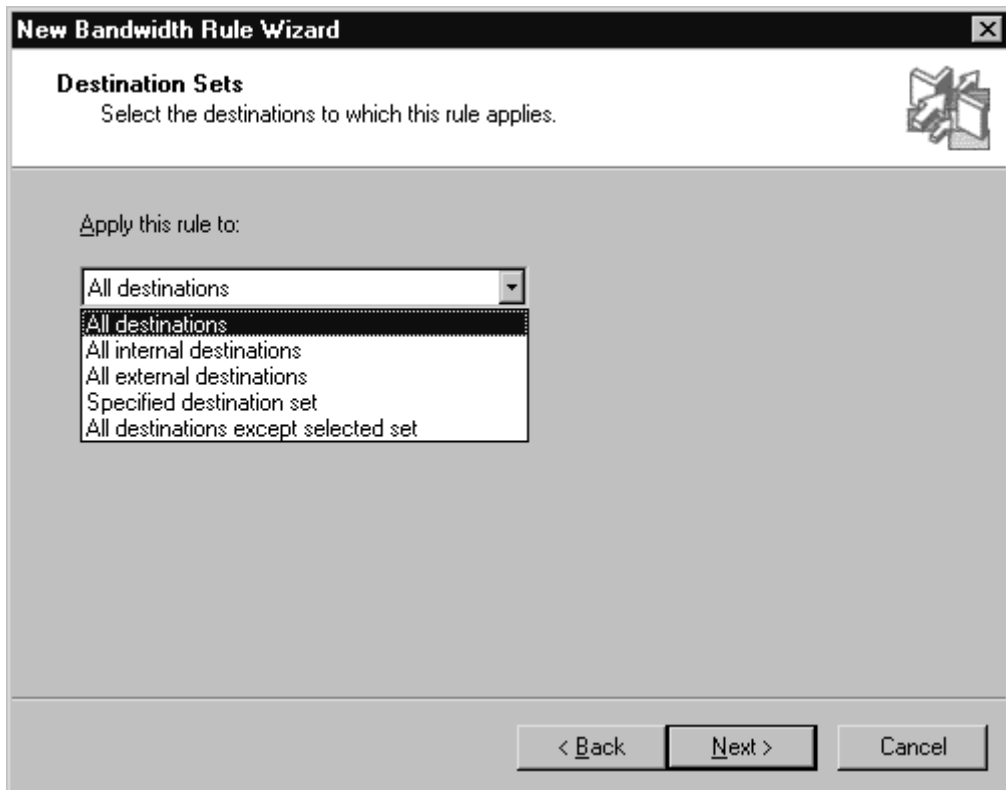 New Bandwidth Rule Wizard
Destination Sets
Select the destinations to which this rule applies.
Apply this rule to:
All destinations
All destinations
All internal destinations
All external destinations
Specified destination set
All destinations except selected set
< Back
Next >
Cancel